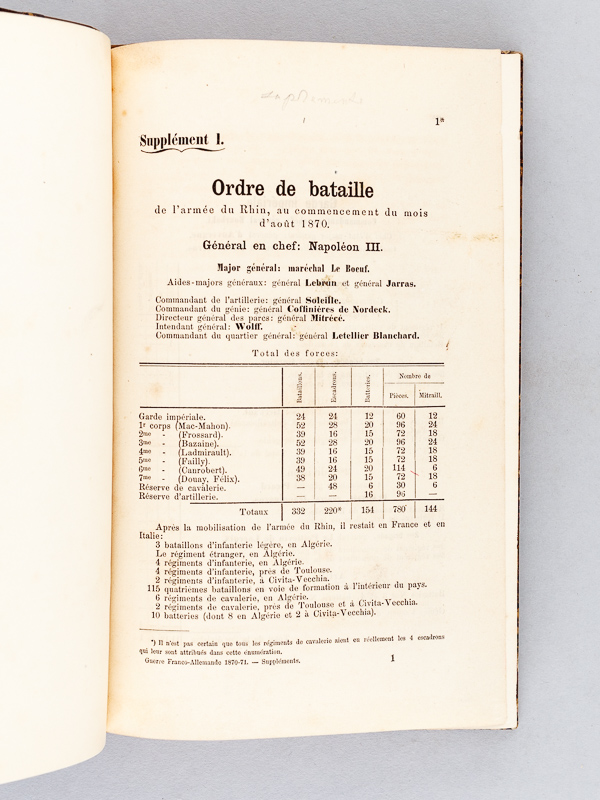 1*
Supplément 1.
Ordre de bataille
de l'armée du Rhin, au commencement du mois
d'août 1870.
Général en chef: Napoléon III.
Major général: maréchal Le Boeuf.
Aides-majors généraux: général Lebrun et général Jarras.
Commandant de l'artillerie: général Soleille.
Commandant du génie: général Coffinières de Nordeck.
Directeur général des parcs: général Mitrécé.
Intendant général: Wolff.
Commandant du quartier général: général Letellier Blanchard.
Total des forces:
Bataillons. Escadrons. Batteries. Nombre de
Pièces. Mitraill.
Garde impériale. 24 24 12 60 12
1r corps (Mac-Mahon). 52 28 20 96 24
2me - (Frossard). 39 16 15 72 18
3me - (Bazaine). 52 28 20 96 24
4me - (Ladmirault). 39 16 15 72 18
5me - (Failly). 39 16 15 72 18
6me - (Canrobert). 49 24 20 114 6
7me - (Douay, Félix). 38 20 15 72 18
Réserve de cavalerie. — 48 6 30 6
Réserve d'artillerie. — — 16 96 —
Totaux 332 220* 154 780 144
Après la mobilisation de l'armée du Rhin, il restait en France et en
Italie:
3 bataillons d'infanterie légère, en Algérie.
Le régiment étranger, en Algérie.
4 régiments d'infanterie, en Algérie.
4 régiments d'infanterie, près de Toulouse.
2 régiments d'infanterie, à Civita-Vecchia.
115 quatrièmes bataillons en voie de formation à l'intérieur du pays.
6 régiments de cavalerie, en Algérie.
2 régiments de cavalerie, près de Toulouse et à Civita-Vecchia.
10 batteries (dont 8 en Algérie et 2 à Civita-Vecchia).
*) Il n'est pas certain que tous les régiments de cavalerie aient eu réellement les 4 escadrons
qui leur sont attribués dans cette énumération.
Guerre Franco-Allemande 1870-71. — Suppléments. 1